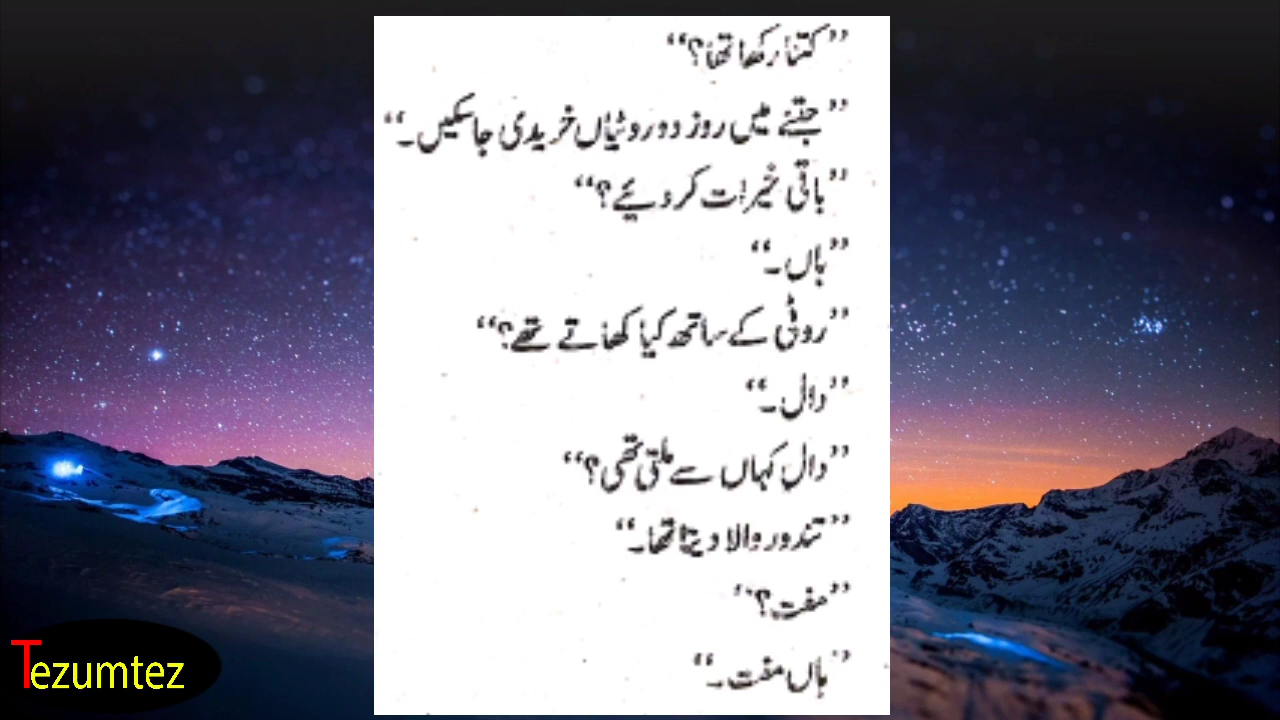 ”کتنا رکھا تھا؟“
”جتنے میں روز دو روٹیاں خریدی جا سکیں۔“
”باقی خیرات کر دیئے؟“
”ہاں۔“
”روٹی کے ساتھ کیا کھاتے تھے؟“
”دال۔“
”دال کہاں سے ملتی تھی؟“
”تندور والا دیتا تھا۔“
”مفت؟“
”ہاں مفت۔“
Tezumtez